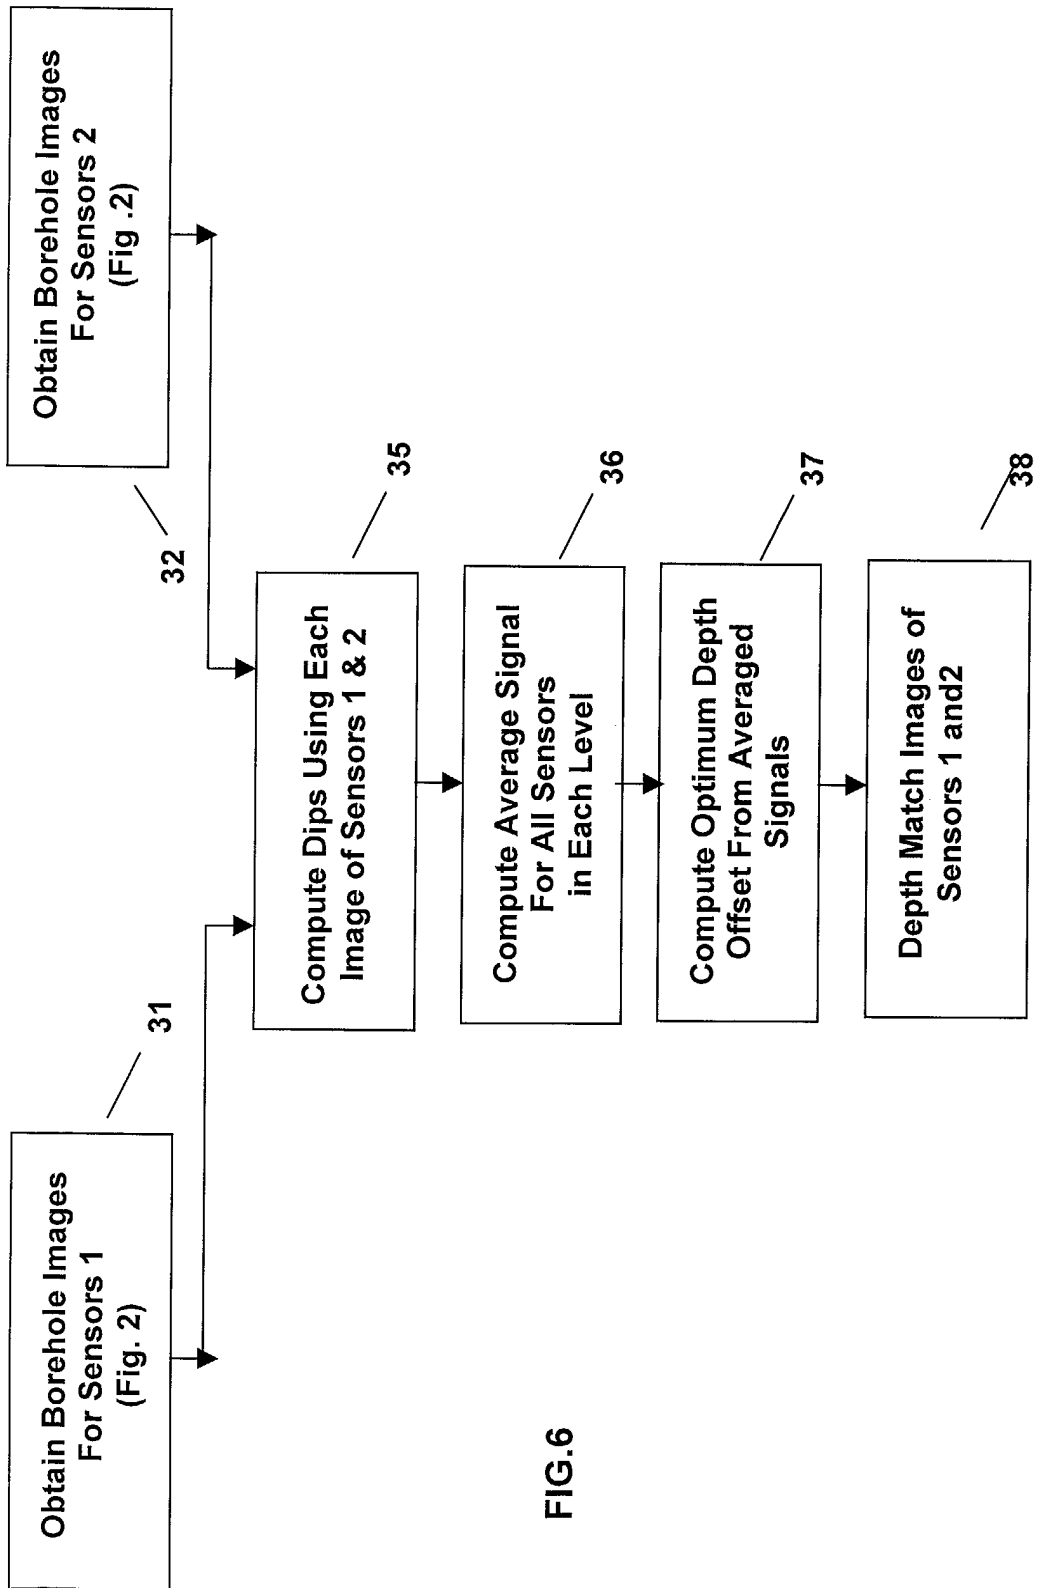 Obtain Borehole Images
For Sensors 1
(Fig. 2)
31
Obtain Borehole Images
For Sensors 2
(Fig .2)
32
Compute Dips Using Each
Image of Sensors 1 & 2
35
Compute Average Signal
For All Sensors
in Each Level
36
Compute Optimum Depth
Offset From Averaged
Signals
37
Depth Match Images of
Sensors 1 and2
38
FIG.6